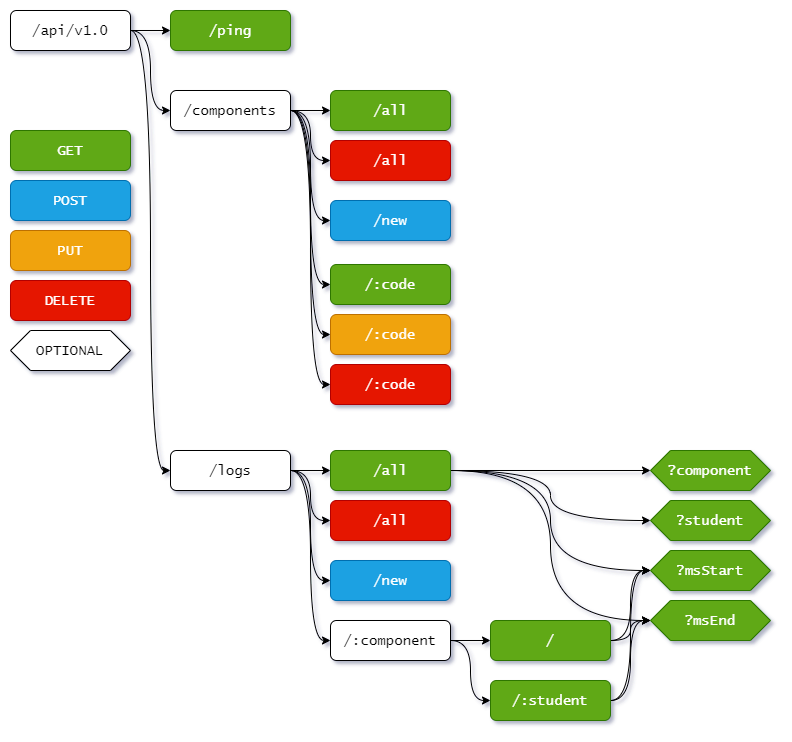 /api/v1.0
/ping
/components
/all
/all
/new
/:code
/:code
/:code
GET
POST
PUT
DELETE
OPTIONAL
/logs
/all
/all
/new
/:component
/
/:student
?component
?student
?msStart
?msEnd